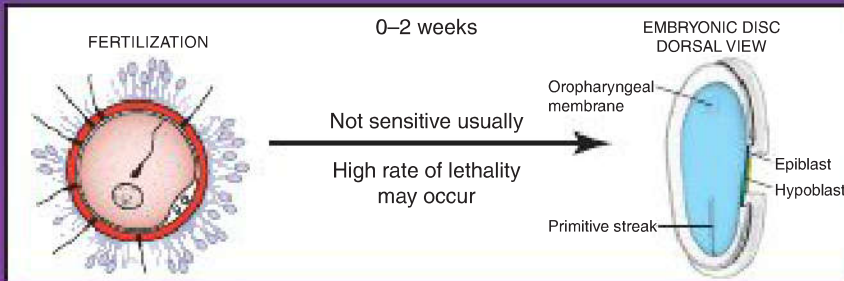 FERTILIZATION
0–2 weeks
EMBRYONIC DISC
DORSAL VIEW
Not sensitive usually
High rate of lethality
may occur
Oropharyngeal
membrane
Epiblast
Hypoblast
Primitive streak